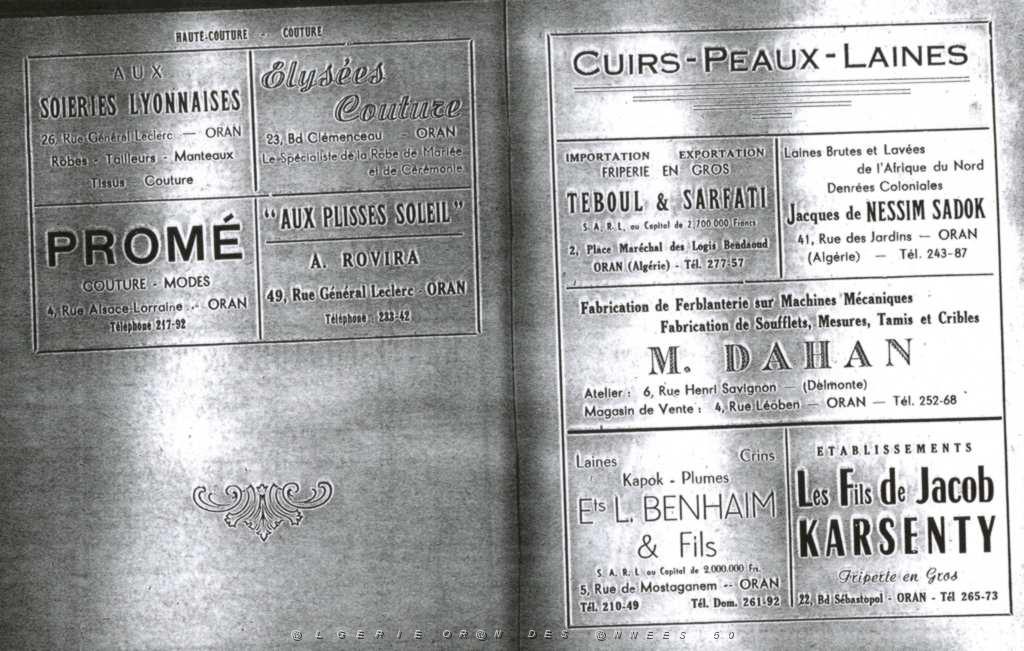 HAUTE-COUTURE - COUTURE
AUX
SOIERIES LYONNAISES
26, Rue Général Leclerc — ORAN
Robes - Tailleurs - Manteaux
Tissus - Couture
Elysées
Couture
23, Bd Clémenceau - ORAN
Le Spécialiste de la Robe de Mariée
et de Cérémonie
PROMÉ
COUTURE - MODES
4, Rue Alsace-Lorraine - ORAN
Téléphone 217-92
"AUX PLISSES SOLEIL"
A. ROVIRA
49, Rue Général Leclerc - ORAN
Téléphone : 233-42
CUIRS-PEAUX-LAINES
IMPORTATION EXPORTATION
FRIPERIE EN GROS
TEBOUL & SARFATI
S. A. R. L. au Capital de 2.700.000 Francs
2, Place Maréchal des Logis Bendaoud
ORAN (Algérie) - Tél. 277-57
Laines Brutes et Lavées
de l'Afrique du Nord
Denrées Coloniales
Jacques de NESSIM SADOK
41, Rue des Jardins — ORAN
(Algérie) — Tél. 243-87
Fabrication de Ferblanterie sur Machines Mécaniques
Fabrication de Soufflets, Mesures, Tamis et Cribles
M. DAHAN
Atelier : 6, Rue Henri Savignon — (Delmonte)
Magasin de Vente : 4, Rue Léoben — ORAN — Tél. 252-68
Laines Crins
Kapok - Plumes
Ets L. BENHAIM
& Fils
S. A. R. L. au Capital de 2.000.000 Frs.
5, Rue de Mostaganem -- ORAN
Tél. 210-49 Tél. Dom. 261-92
ETABLISSEMENTS
Les Fils de Jacob
KARSENTY
Friperie en Gros
22, Bd Sébastopol - ORAN - Tél 265-73
@LGERIE OR@N DES @NNEES 50